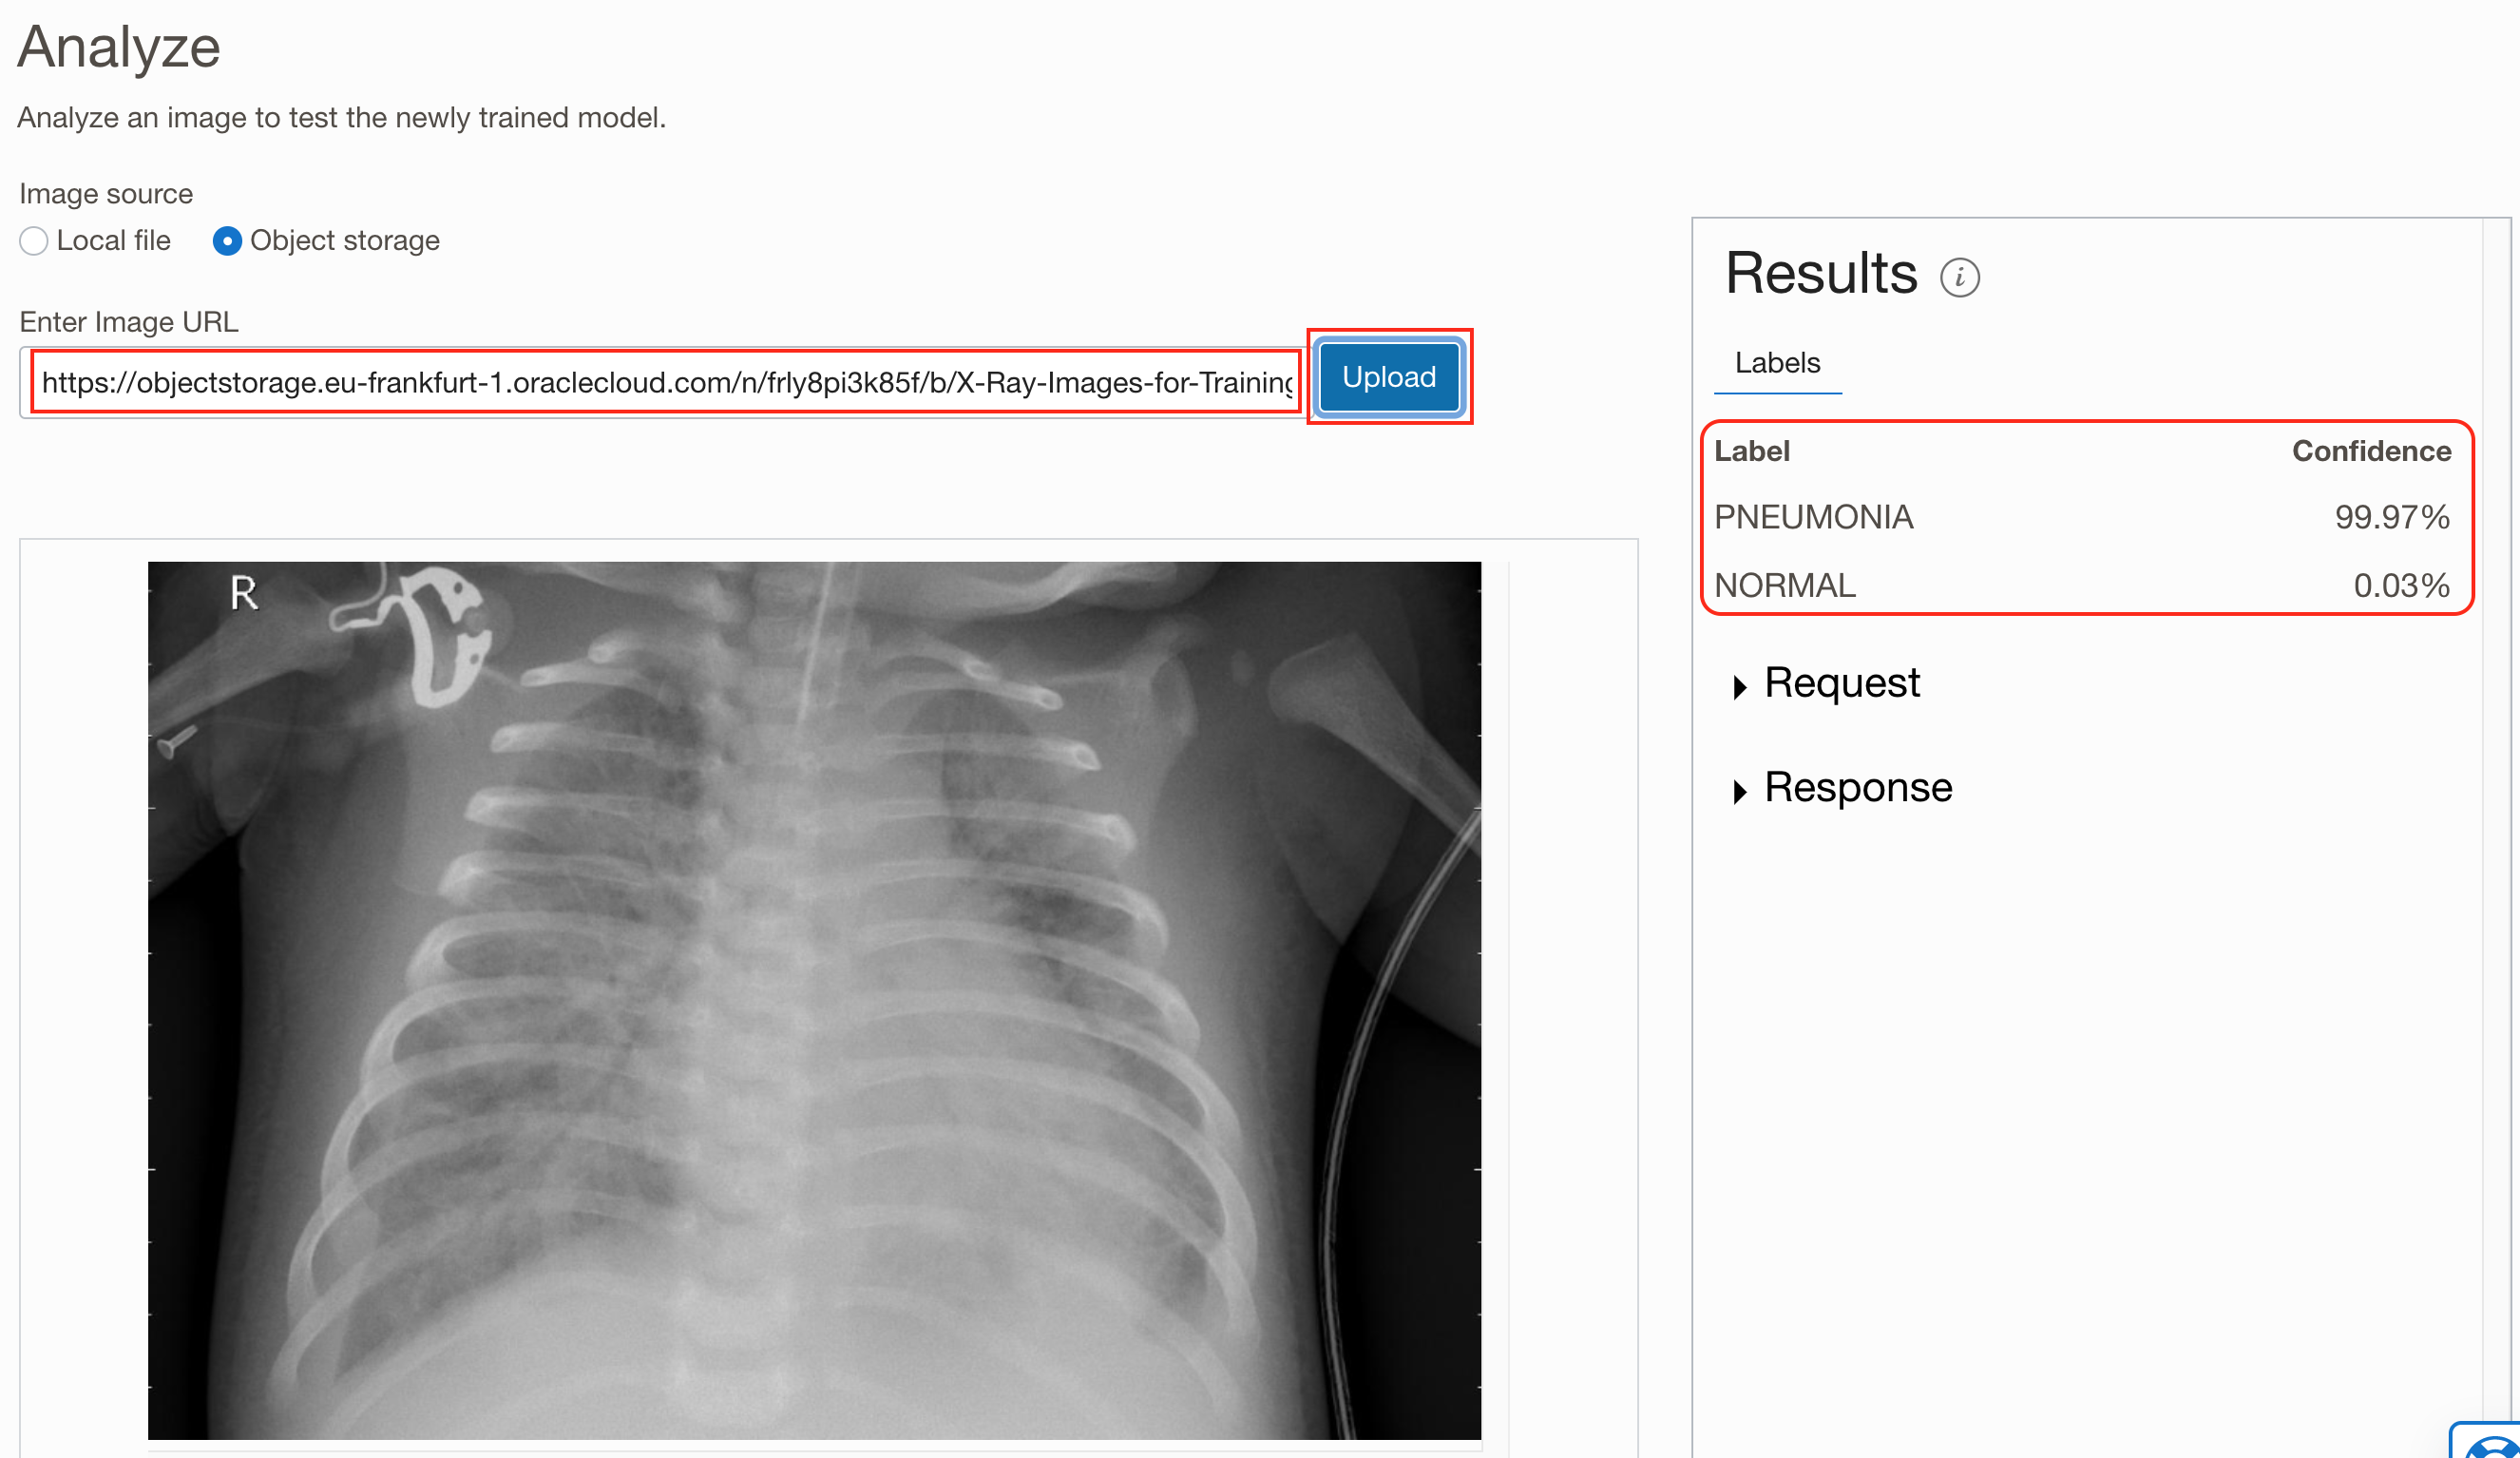 Analyze
Analyze an image to test the newly trained model.
Image source
Local file
Object storage
Enter Image URL
https://objectstorage.eu-frankfurt-1.oraclecloud.com/n/frly8pi3k85f/b/X-Ray-Images-for-Training
Upload
R
Results i
Labels
Label Confidence
PNEUMONIA 99.97%
NORMAL 0.03%
Request
Response